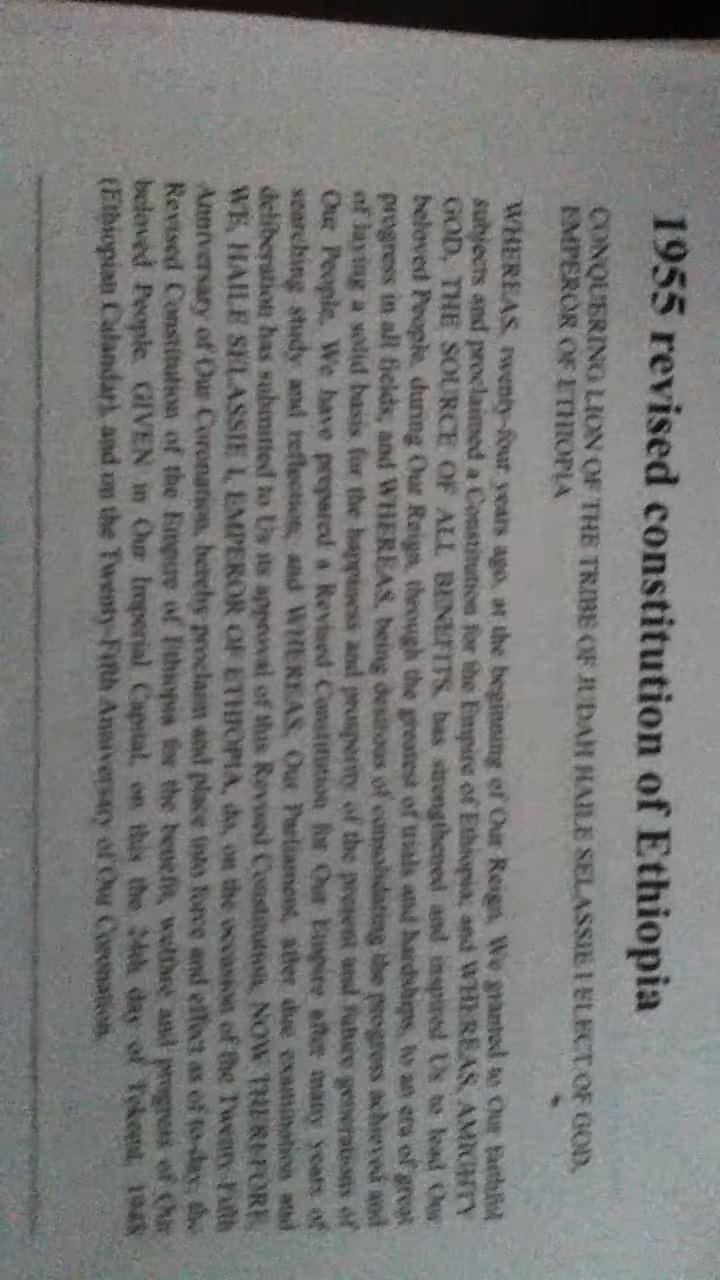 1955 revised constitution of Ethiopia
CONQUERING LION OF THE TRIBE OF JUDAH HAILE SELASSIE I ELECT OF GOD,
EMPEROR OF ETHIOPIA
WHEREAS, twenty-four years ago, at the beginning of Our Reign, We granted to Our faithful
subjects and proclaimed a Constitution for the Empire of Ethiopia; and WHEREAS, AMIGHTY
GOD, THE SOURCE OF ALL BENEFITS, has strengthened and inspired Us to lead Our
beloved People, during Our Reign, through the greatest of trials and hardships, to an era of great
progress in all fields; and WHEREAS, being desirous of consolidating the progress achieved and
of laying a solid basis for the happiness and prosperity of the present and future generations of
Our People, We have prepared a Revised Constitution for Our Empire after many years of
searching study and reflection; and WHEREAS, Our Parliament, after due examination and
deliberation has submitted to Us its approval of this Revised Constitution, NOW THEREFORE,
WE, HAILE SELASSIE I, EMPEROR OF ETHIOPIA, do, on the occasion of the Twenty-Fifth
Anniversary of Our Coronation, hereby proclaim and place into force and effect as of to-day, the
Revised Constitution of the Empire of Ethiopia for the benefit, welfare and progress of Our
beloved People. GIVEN in Our Imperial Capital, on this the 24th day of Tekemt, 1948
(Ethiopian Calandar), and on the Twenty-Fifth Anniversary of Our Coronation.